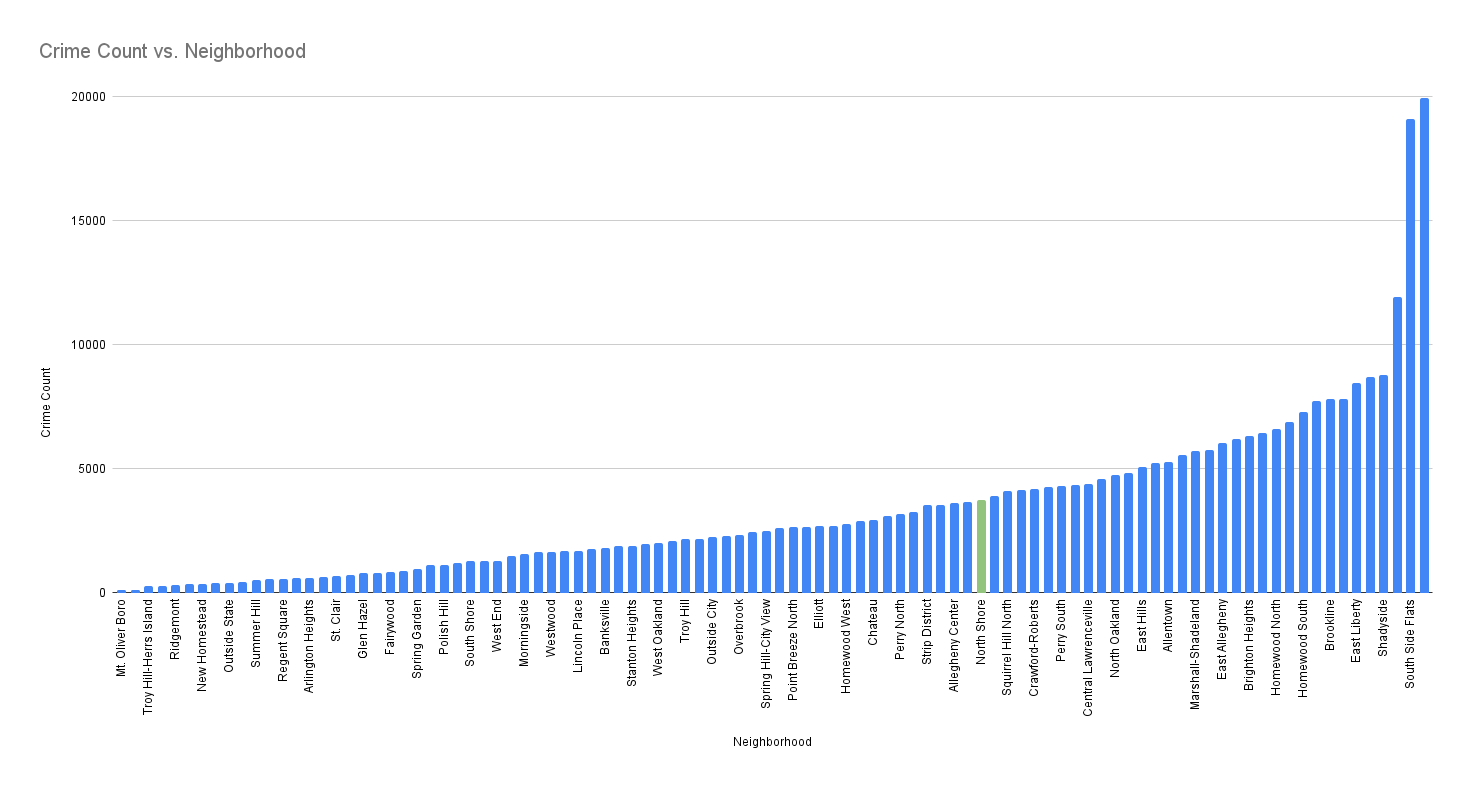 Crime Count vs. Neighborhood
20000
15000
10000
5000
0
Crime Count
Mt. Oliver Boro
Troy Hill-Herrs Island
Ridgemont
New Homestead
Outside State
Summer Hill
Regent Square
Arlington Heights
St. Clair
Glen Hazel
Fairywood
Spring Garden
Polish Hill
South Shore
West End
Morningside
Westwood
Lincoln Place
Banksville
Stanton Heights
West Oakland
Troy Hill
Outside City
Overbrook
Spring Hill-City View
Point Breeze North
Elliott
Homewood West
Chateau
Perry North
Strip District
Allegheny Center
North Shore
Squirrel Hill North
Crawford-Roberts
Perry South
Central Lawrenceville
North Oakland
East Hills
Allentown
Marshall-Shadeland
East Allegheny
Brighton Heights
Homewood North
Homewood South
Brookline
East Liberty
Shadyside
South Side Flats
Neighborhood